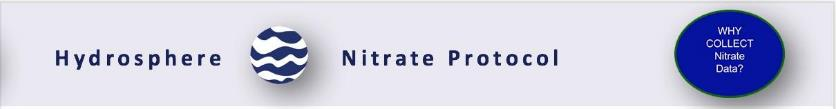 Hydrosphere Nitrate Protocol
WHY
COLLECT
Nitrate
Data?